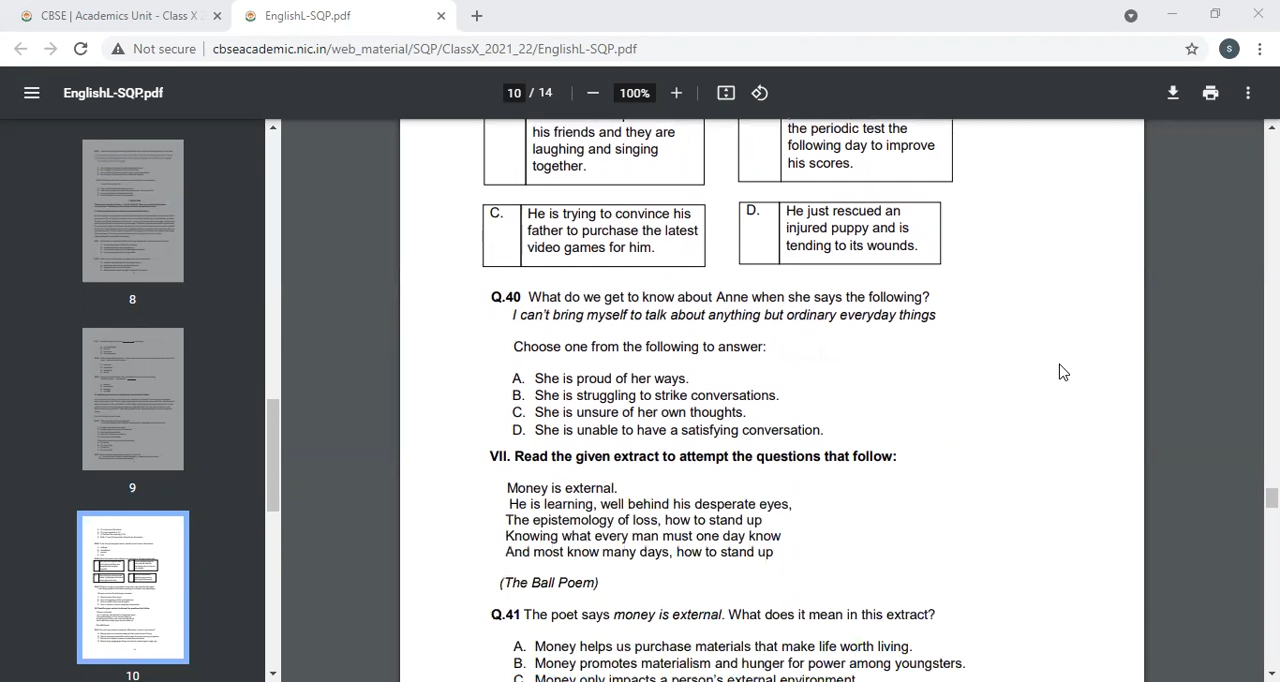 CBSE | Academics Unit - Class X 2
EnglishL-SQP.pdf
Not secure
cbseacademic.nic.in/web_material/SQP/ClassX_2021_22/EnglishL-SQP.pdf
S
EnglishL-SQP.pdf
10 / 14
100%
8
9
10
his friends and they are
laughing and singing
together.
the periodic test the
following day to improve
his scores.
C.
He is trying to convince his
father to purchase the latest
video games for him.
D.
He just rescued an
injured puppy and is
tending to its wounds.
Q.40 What do we get to know about Anne when she says the following?
I can't bring myself to talk about anything but ordinary everyday things
Choose one from the following to answer:
A. She is proud of her ways.
B. She is struggling to strike conversations.
C. She is unsure of her own thoughts.
D. She is unable to have a satisfying conversation.
VII. Read the given extract to attempt the questions that follow:
Money is external.
He is learning, well behind his desperate eyes,
The epistemology of loss, how to stand up
Knowing what every man must one day know
And most know many days, how to stand up
(The Ball Poem)
Q.41 The poet says money is external. What does it mean in this extract?
A. Money helps us purchase materials that make life worth living.
B. Money promotes materialism and hunger for power among youngsters.
C. Money only impacts a person's external environment.